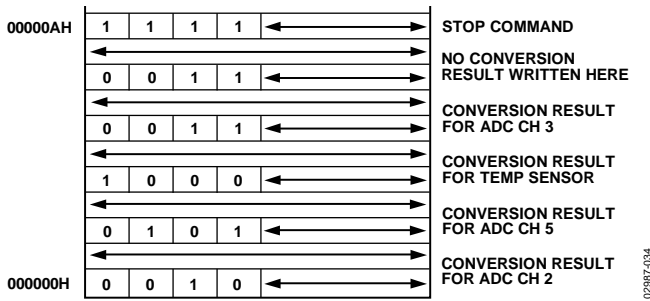 00000AH 1 1 1 1 STOP COMMAND
NO CONVERSION
0 0 1 1 RESULT WRITTEN HERE
CONVERSION RESULT
0 0 1 1 FOR ADC CH 3
CONVERSION RESULT
1 0 0 0 FOR TEMP SENSOR
CONVERSION RESULT
0 1 0 1 FOR ADC CH 5
CONVERSION RESULT
000000H 0 0 1 0 FOR ADC CH 2
02987-034